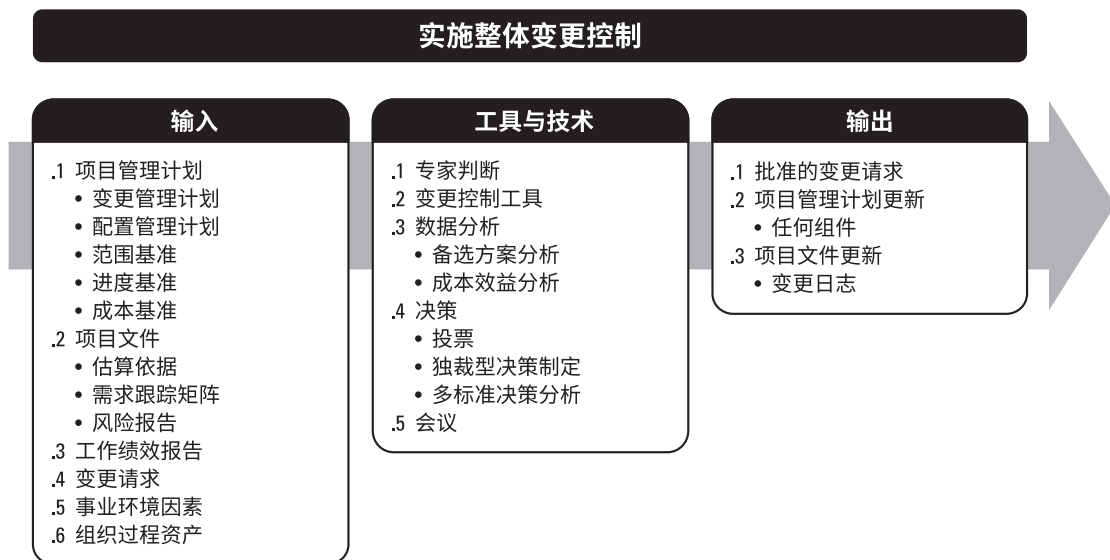 实施整体变更控制
输入
.1 项目管理计划
• 变更管理计划
• 配置管理计划
• 范围基准
• 进度基准
• 成本基准
.2 项目文件
• 估算依据
• 需求跟踪矩阵
• 风险报告
.3 工作绩效报告
.4 变更请求
.5 事业环境因素
.6 组织过程资产
工具与技术
.1 专家判断
.2 变更控制工具
.3 数据分析
• 备选方案分析
• 成本效益分析
.4 决策
• 投票
• 独裁型决策制定
• 多标准决策分析
.5 会议
输出
.1 批准的变更请求
.2 项目管理计划更新
• 任何组件
.3 项目文件更新
• 变更日志